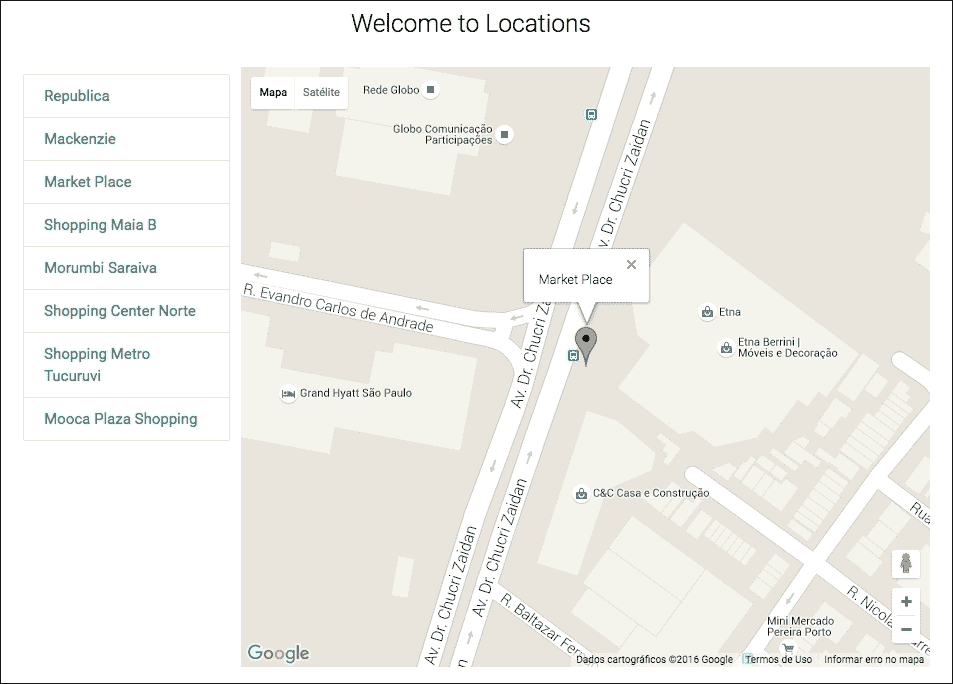 Welcome to Locations
Republica
Mackenzie
Market Place
Shopping Maia B
Morumbi Saraiva
Shopping Center Norte
Shopping Metro
Tucuruvi
Mooca Plaza Shopping
Mapa
Satélite
Rede Globo
Globo Comunicação
Participações
Av. Dr. Chucri Zaidan
Market Place
R. Evandro Carlos de Andrade
Av. Dr. Chucri Za
Etna
Etna Berrini |
Móveis e Decoração
Grand Hyatt São Paulo
C&C Casa e Construção
Av. Dr. Chucri Zaidan
Av. Dr. Chucri Zaidan
Rua
R. Baltazar Fer
R. Nicola
rre
Mini Mercado
Pereira Porto
Google
Dados cartográficos ©2016 Google
Termos de Uso
Informar erro no mapa